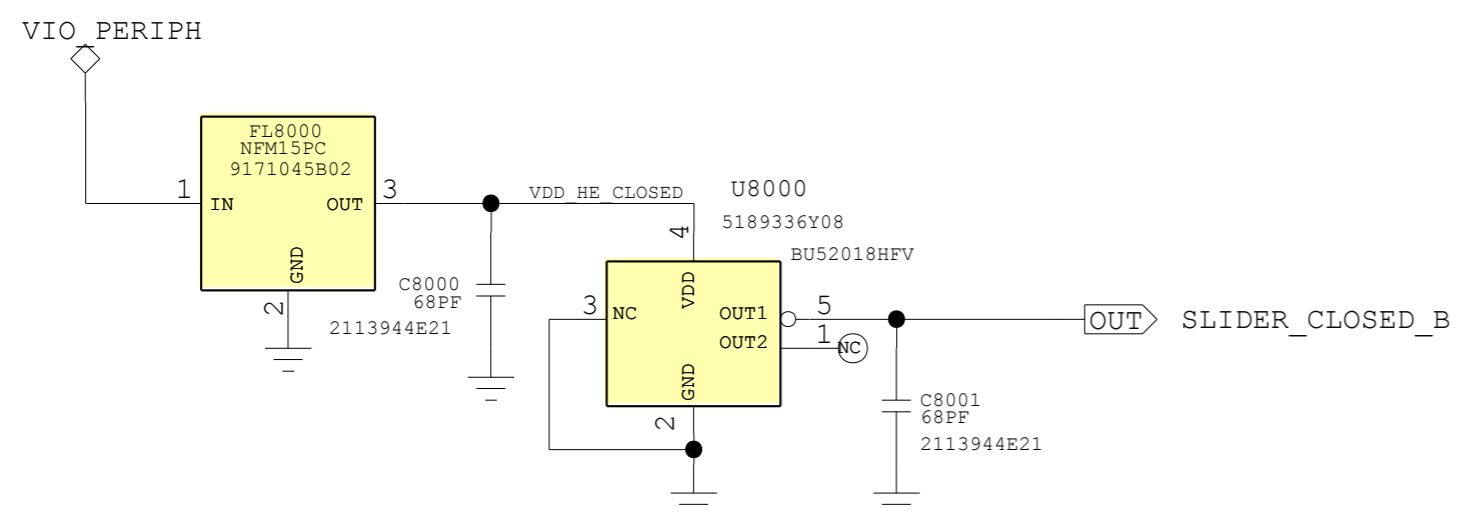 VIO_PERIPH
FL8000
NFM15PC
9171045B02
1
IN
OUT
3
GND
2
VDD_HE_CLOSED
C8000
68PF
2113944E21
U8000
5189336Y08
BU52018HFV
4
VDD
3
NC
OUT1
5
OUT2
1
NC
GND
2
OUT
SLIDER_CLOSED_B
C8001
68PF
2113944E21